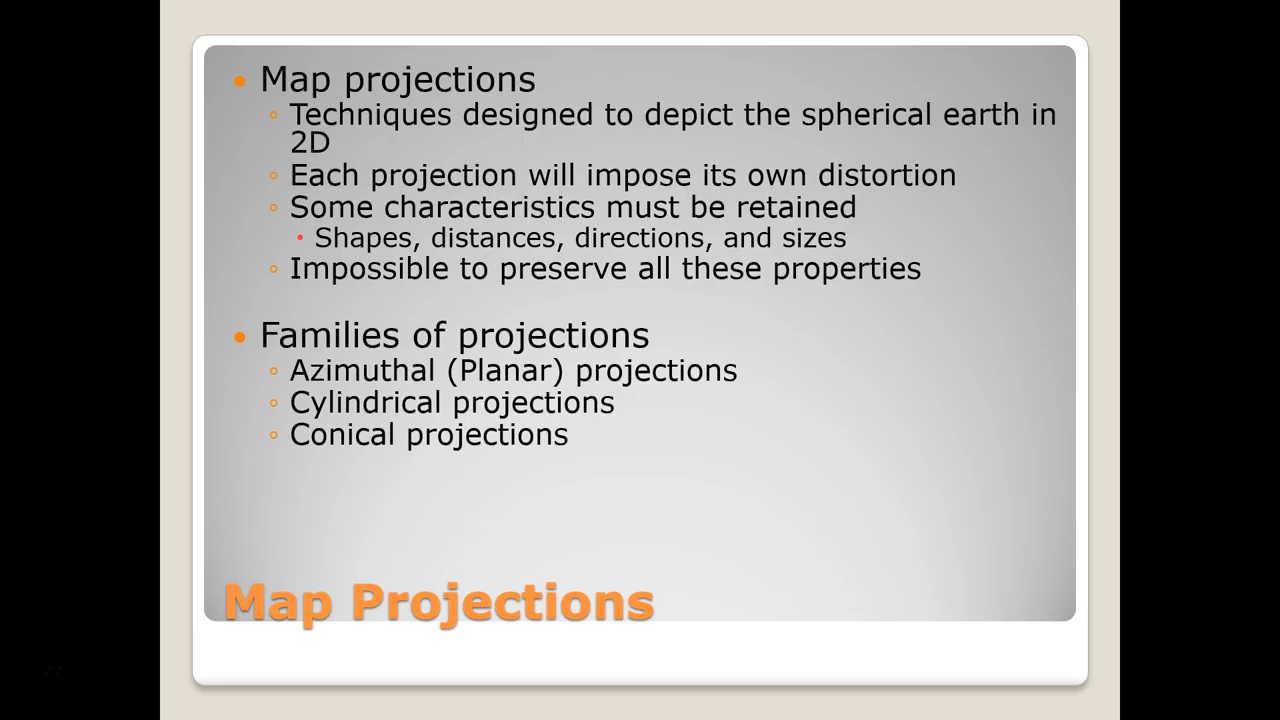 Map projections
Techniques designed to depict the spherical earth in
2D
Each projection will impose its own distortion
Some characteristics must be retained
Shapes, distances, directions, and sizes
Impossible to preserve all these properties
Families of projections
Azimuthal (Planar) projections
Cylindrical projections
Conical projections
Map Projections